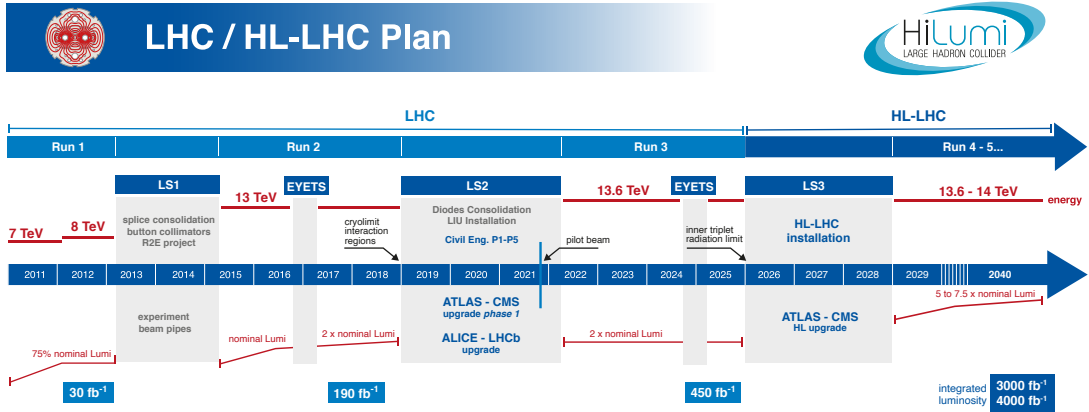 LHC / HL-LHC Plan
HiLumi
LARGE HADRON COLLIDER
LHC
HL-LHC
Run 1
Run 2
Run 3
Run 4 - 5...
LS1
EYETS
LS2
EYETS
LS3
7 TeV
8 TeV
13 TeV
13.6 TeV
13.6 - 14 TeV
energy
splice consolidation
button collimators
R2E project
cryolimit
interaction
regions
Diodes Consolidation
LIU Installation
Civil Eng. P1-P5
pilot beam
inner triplet
radiation limit
HL-LHC
installation
2011
2012
2013
2014
2015
2016
2017
2018
2019
2020
2021
2022
2023
2024
2025
2026
2027
2028
2029
2040
experiment
beam pipes
ATLAS - CMS
upgrade phase 1
ALICE - LHCb
upgrade
ATLAS - CMS
HL upgrade
75% nominal Lumi
nominal Lumi
2 x nominal Lumi
2 x nominal Lumi
5 to 7.5 x nominal Lumi
30 fb⁻¹
190 fb⁻¹
450 fb⁻¹
integrated
luminosity
3000 fb⁻¹
4000 fb⁻¹